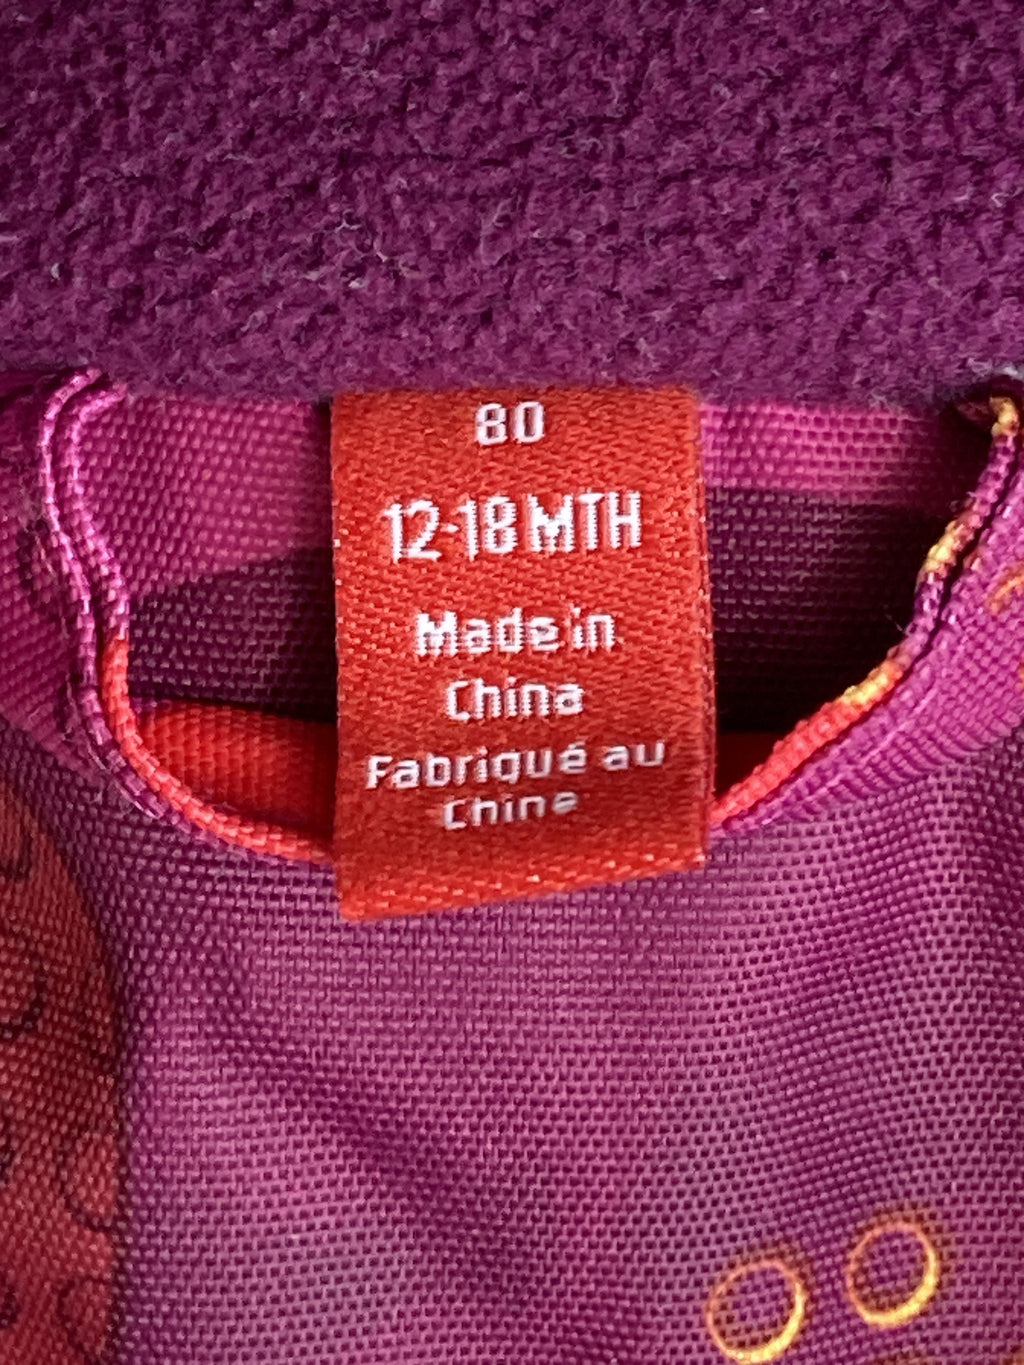 80
12-18 MTH
Made in
China
Fabriqué au
Chine